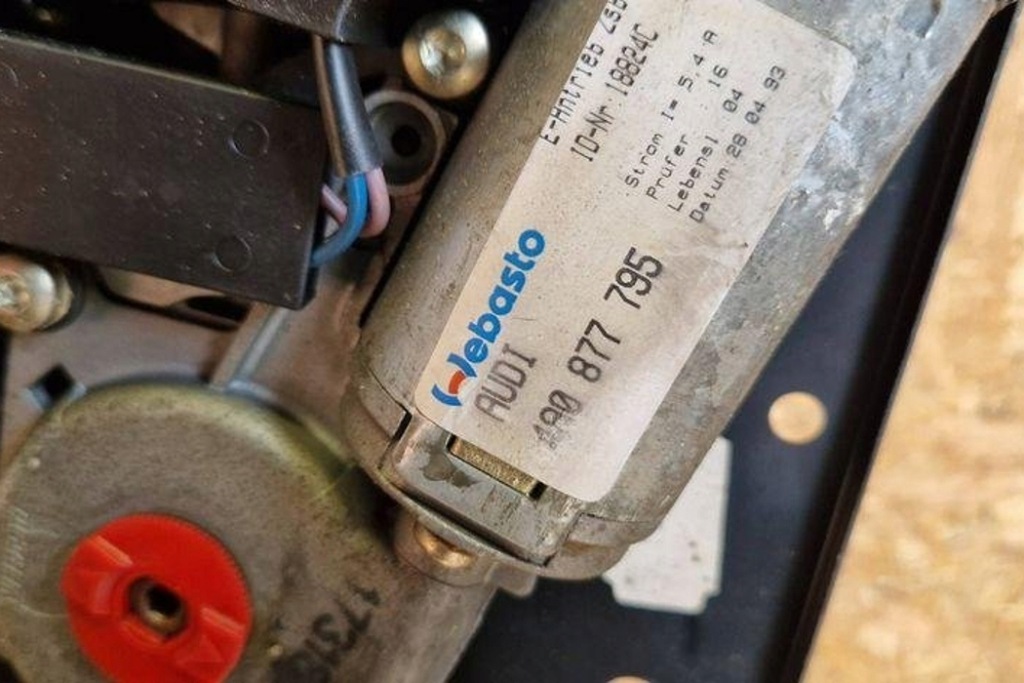 E-Antrieb Zsb
ID-Nr. 18824C
Strom I= 5,4 A
Prüfer : 16
Lebensl 04
Datum:28 04 93
Webasto
AUDI
4A0 877 795